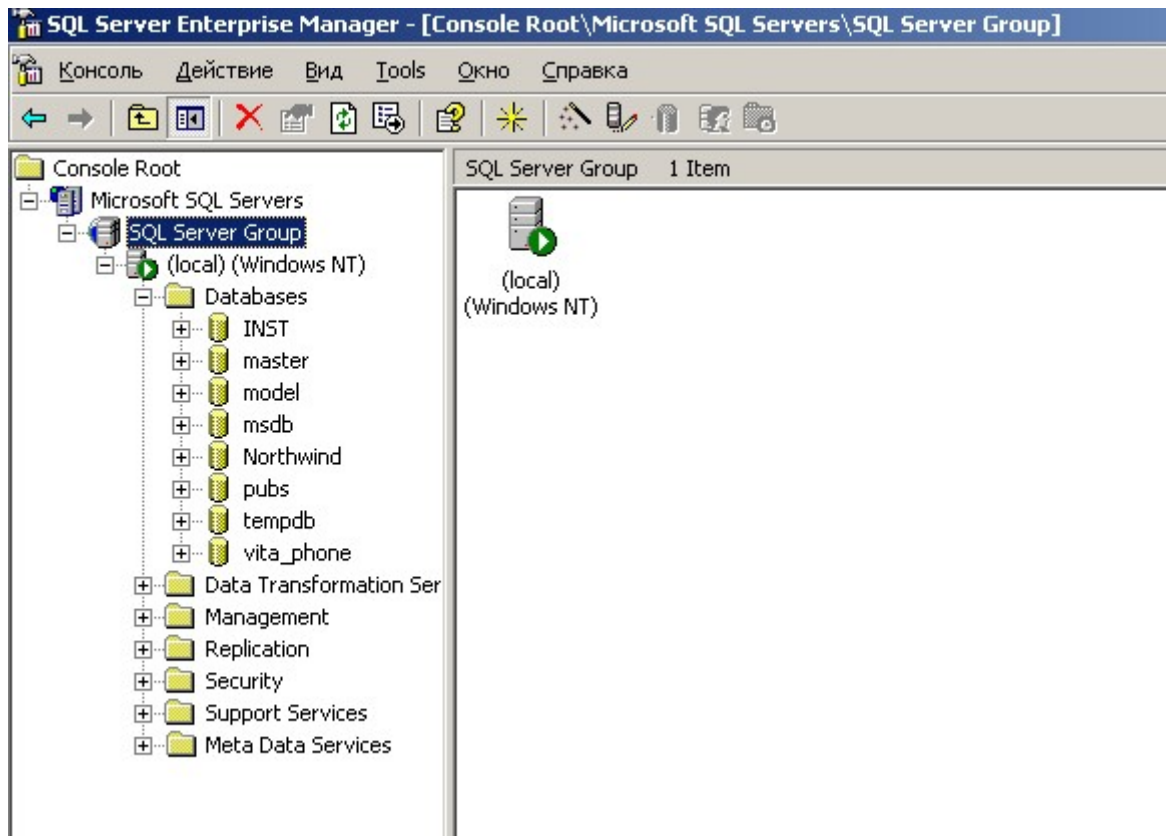 SQL Server Enterprise Manager - [Console Root\Microsoft SQL Servers\SQL Server Group]
Консоль Действие Вид Tools Окно Справка
Console Root
Microsoft SQL Servers
SQL Server Group
(local) (Windows NT)
Databases
INST
master
model
msdb
Northwind
pubs
tempdb
vita_phone
Data Transformation Ser
Management
Replication
Security
Support Services
Meta Data Services
SQL Server Group 1 Item
(local)
(Windows NT)